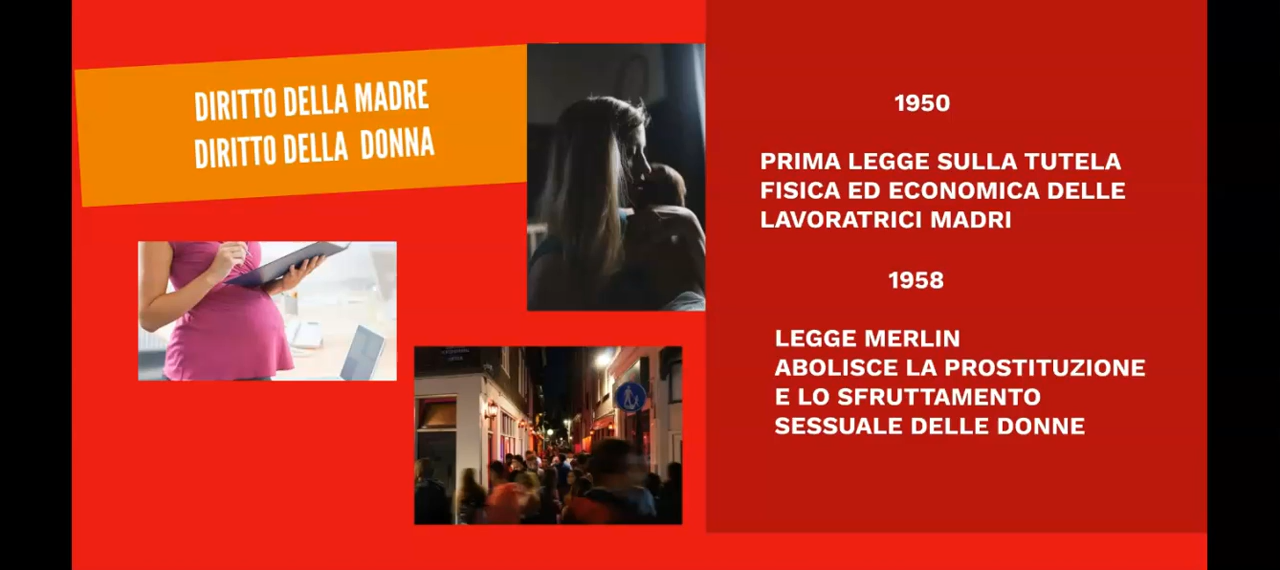 DIRITTO DELLA MADRE
DIRITTO DELLA DONNA
1950
PRIMA LEGGE SULLA TUTELA
FISICA ED ECONOMICA DELLE
LAVORATRICI MADRI
1958
LEGGE MERLIN
ABOLISCE LA PROSTITUZIONE
E LO SFRUTTAMENTO
SESSUALE DELLE DONNE